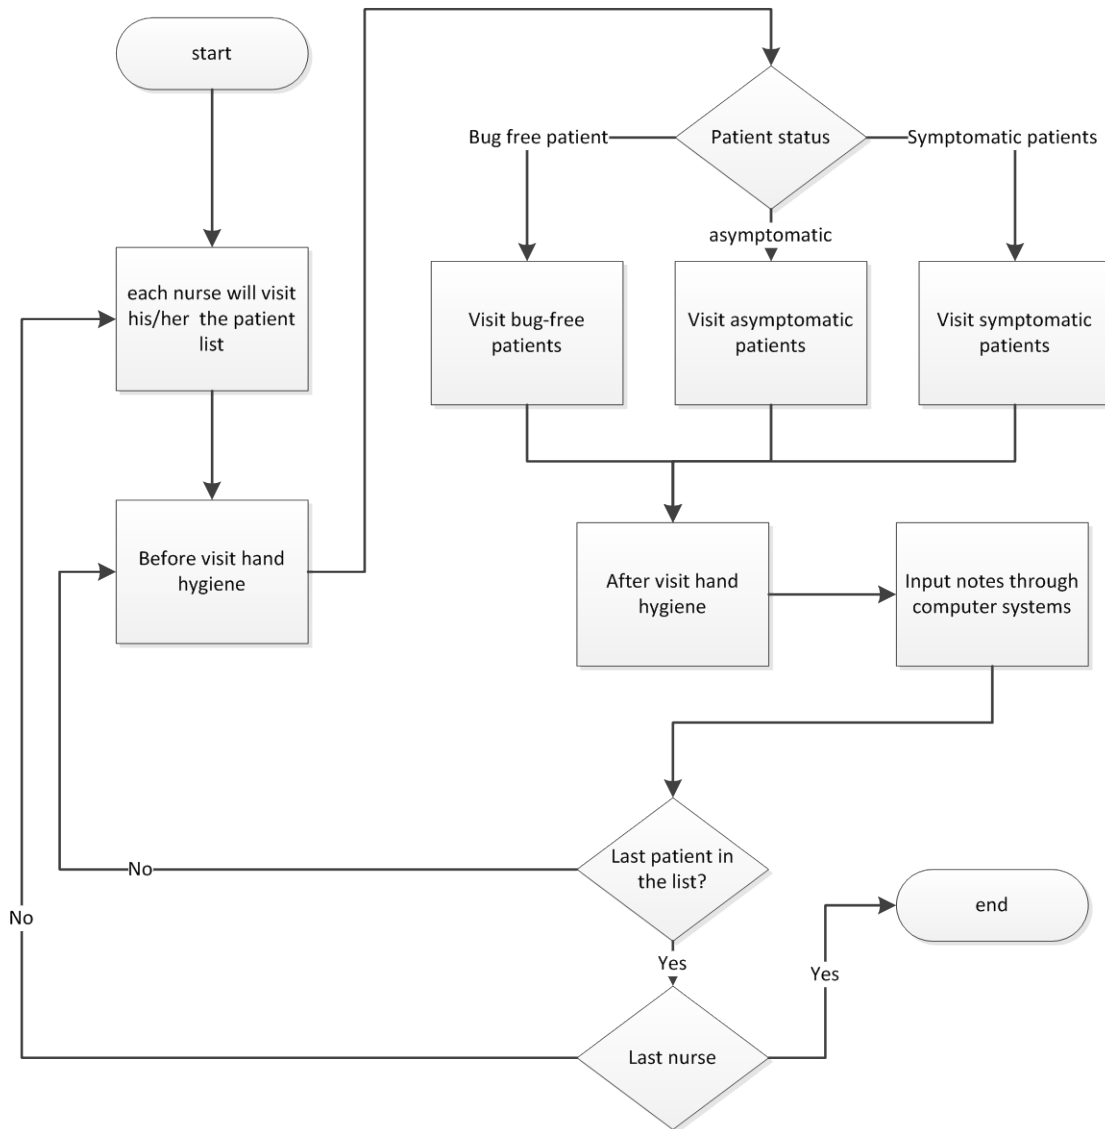 start
Patient status
Bug free patient
Symptomatic patients
asymptomatic
each nurse will visit
his/her  the patient
list
Visit bug-free
patients
Visit asymptomatic
patients
Visit symptomatic
patients
Before visit hand
hygiene
After visit hand
hygiene
Input notes through
computer systems
Last patient in
the list?
No
No
Yes
end
Yes
Last nurse